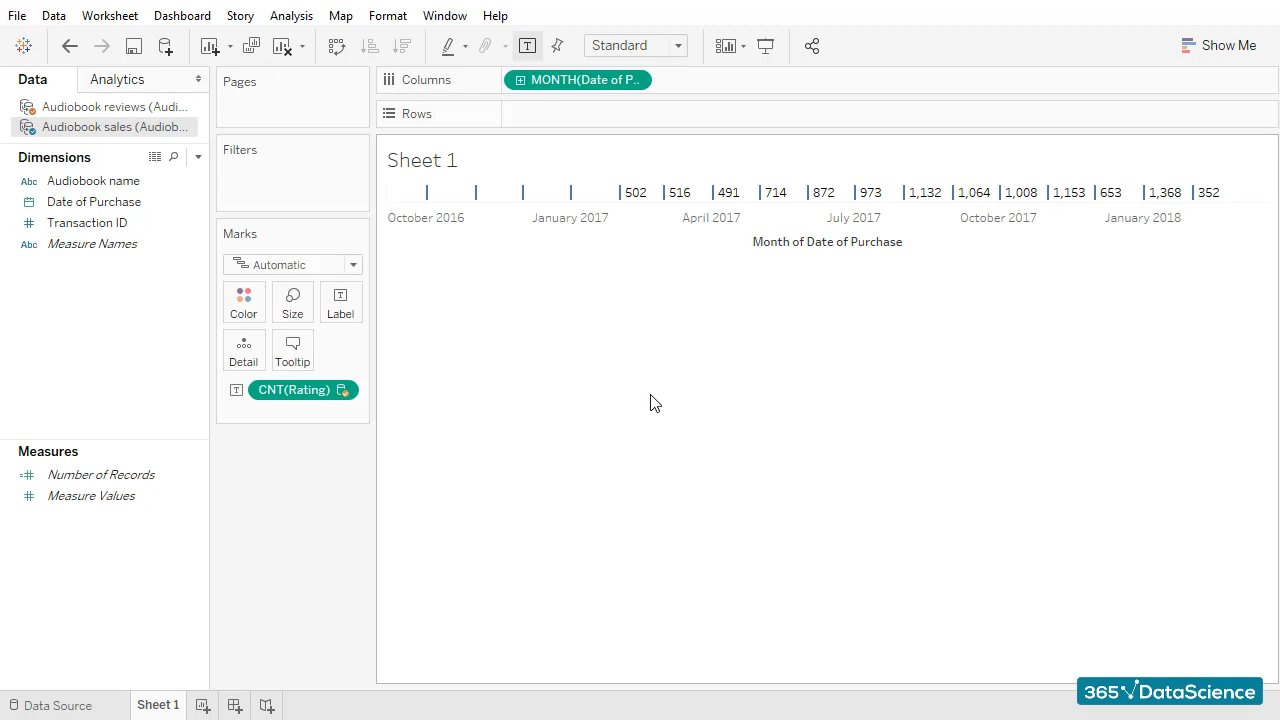 File Data Worksheet Dashboard Story Analysis Map Format Window Help
Standard
Show Me
Data Analytics
Audiobook reviews (Audi...
Audiobook sales (Audiob...
Dimensions
Abc Audiobook name
Date of Purchase
Transaction ID
Abc Measure Names
Measures
Number of Records
Measure Values
Pages
Filters
Marks
Automatic
Color Size Label
Detail Tooltip
CNT(Rating)
Columns MONTH(Date of P..
Rows
Sheet 1
502 516 491 714 872 973 1,132 1,064 1,008 1,153 653 1,368 352
October 2016 January 2017 April 2017 July 2017 October 2017 January 2018
Month of Date of Purchase
365 DataScience
Data Source Sheet 1